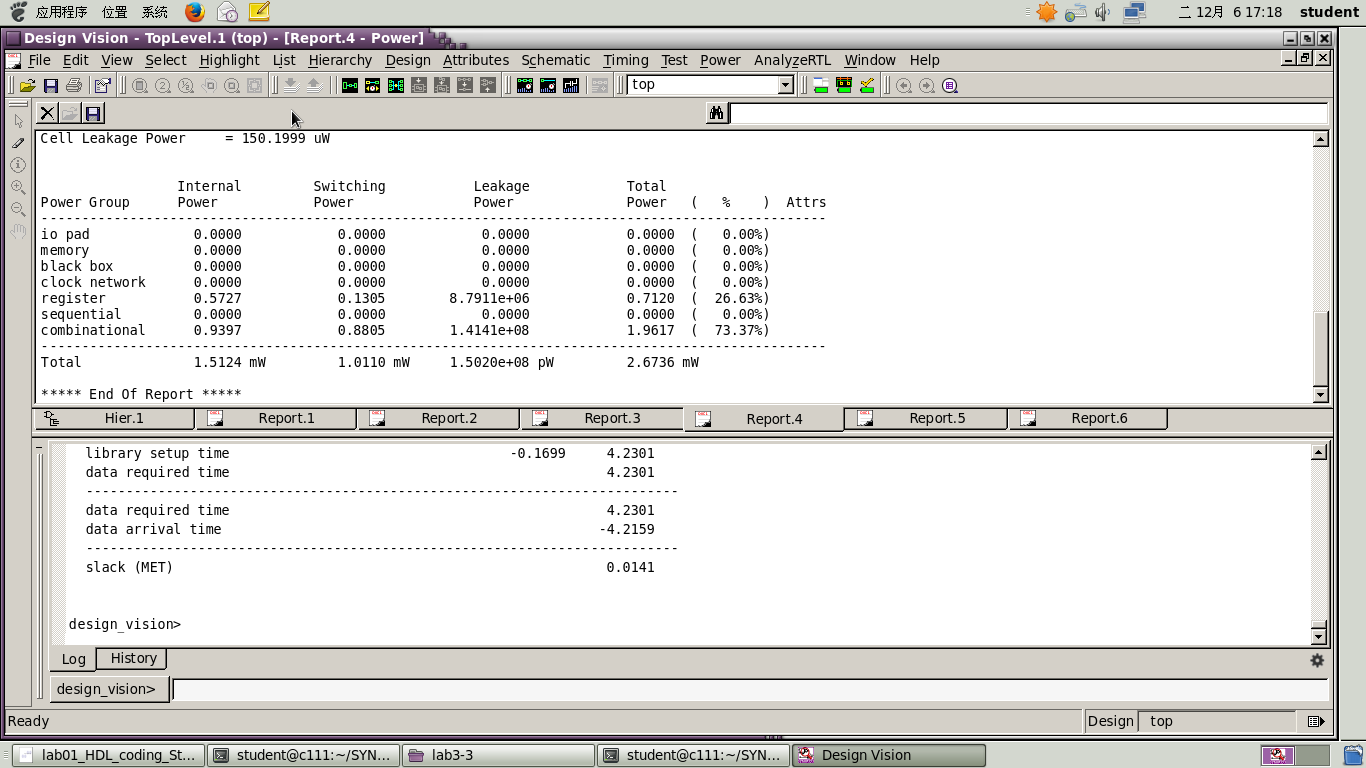 应用程序 位置 系统 二 12月 6 17:18 student
Design Vision - TopLevel.1 (top) - [Report.4 - Power]
File Edit View Select Highlight List Hierarchy Design Attributes Schematic Timing Test Power AnalyzeRTL Window Help
top
Cell Leakage Power = 150.1999 uW
Internal Switching Leakage Total
Power Group Power Power Power Power ( % ) Attrs
--------------------------------------------------------------------------------------------------
io pad 0.0000 0.0000 0.0000 0.0000 ( 0.00%)
memory 0.0000 0.0000 0.0000 0.0000 ( 0.00%)
black box 0.0000 0.0000 0.0000 0.0000 ( 0.00%)
clock network 0.0000 0.0000 0.0000 0.0000 ( 0.00%)
register 0.5727 0.1305 8.7911e+06 0.7120 ( 26.63%)
sequential 0.0000 0.0000 0.0000 0.0000 ( 0.00%)
combinational 0.9397 0.8805 1.4141e+08 1.9617 ( 73.37%)
--------------------------------------------------------------------------------------------------
Total 1.5124 mW 1.0110 mW 1.5020e+08 pW 2.6736 mW
***** End Of Report *****
Hier.1 Report.1 Report.2 Report.3 Report.4 Report.5 Report.6
library setup time -0.1699 4.2301
data required time 4.2301
--------------------------------------------------------------------------
data required time 4.2301
data arrival time -4.2159
--------------------------------------------------------------------------
slack (MET) 0.0141
design_vision>
Log History
design_vision>
Ready Design top
lab01_HDL_coding_St... student@c111:~/SYN... lab3-3 student@c111:~/SYN... Design Vision